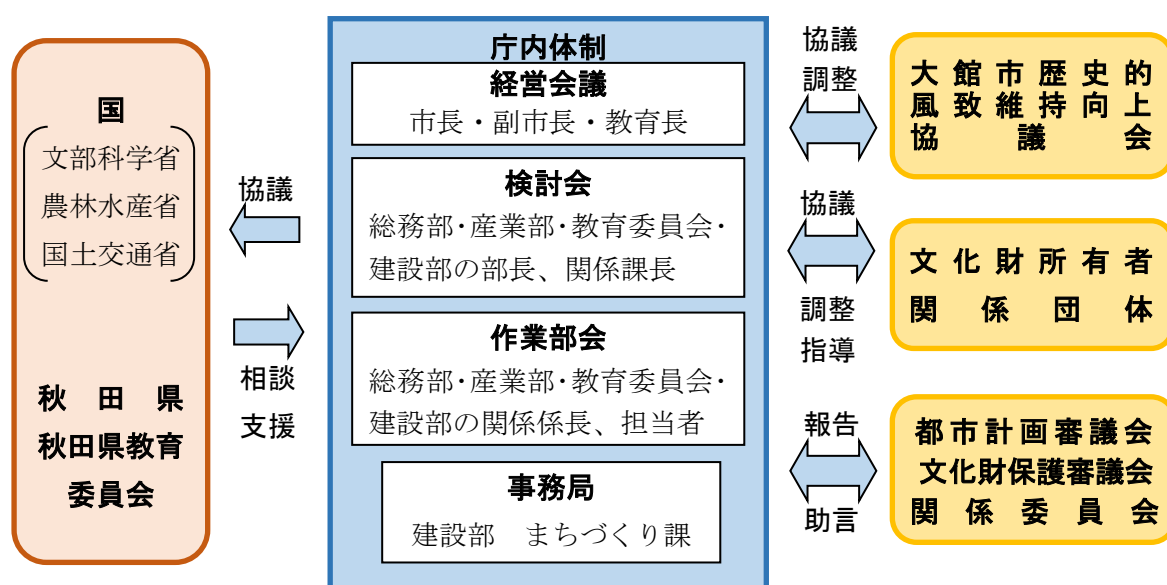 国
文部科学省
農林水産省
国土交通省
秋田県
秋田県教育
委員会
協議
相談
支援
庁内体制
経営会議
市長・副市長・教育長
検討会
総務部・産業部・教育委員会・
建設部の部長、関係課長
作業部会
総務部・産業部・教育委員会・
建設部の関係係長、担当者
事務局
建設部　まちづくり課
協議
調整
大館市歴史的
風致維持向上
協議会
協議
調整
指導
文化財所有者
関係団体
報告
助言
都市計画審議会
文化財保護審議会
関係委員会